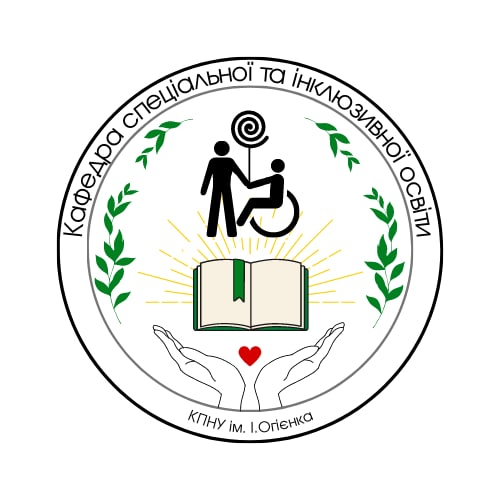 Кафедра спеціальної та інклюзивної освіти
КПНУ ім. І.Огієнка